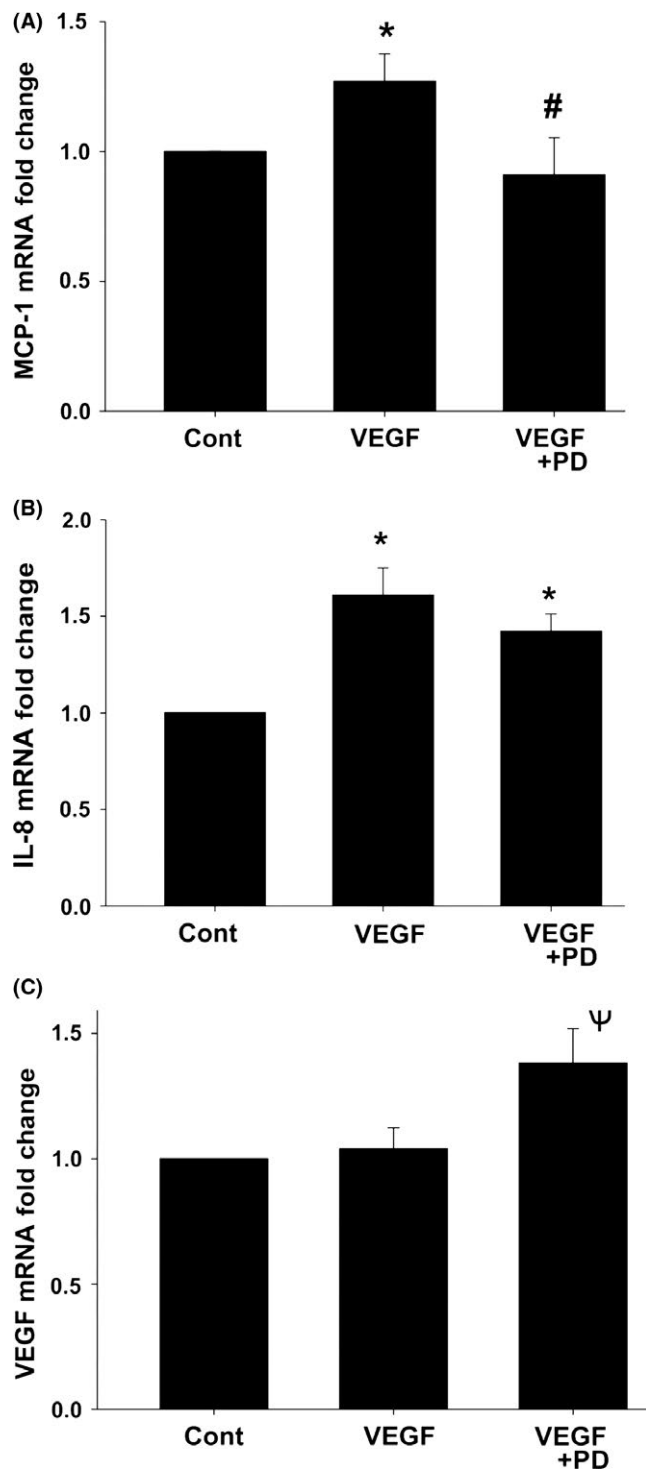 (A)
MCP-1 mRNA fold change
1.5
1.0
0.5
0.0
*
#
Cont VEGF VEGF
+PD
(B)
IL-8 mRNA fold change
2.0
1.5
1.0
0.5
0.0
*
*
Cont VEGF VEGF
+PD
(C)
VEGF mRNA fold change
1.5
1.0
0.5
0.0
Ψ
Cont VEGF VEGF
+PD